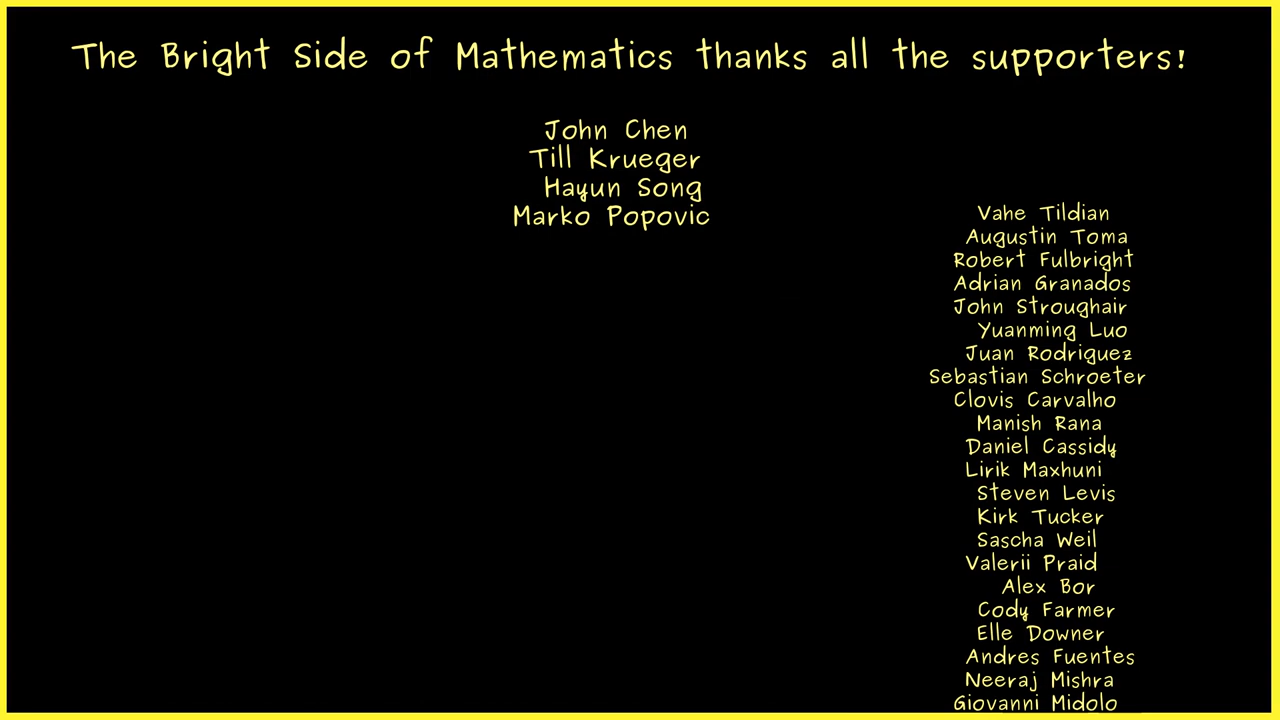 The Bright Side of Mathematics thanks all the supporters!
John Chen
Till Krueger
Hayun Song
Marko Popovic
Vahe Tildian
Augustin Toma
Robert Fulbright
Adrian Granados
John Stroughair
Yuanming Luo
Juan Rodriguez
Sebastian Schroeter
Clovis Carvalho
Manish Rana
Daniel Cassidy
Lirik Maxhuni
Steven Levis
Kirk Tucker
Sascha Weil
Valerii Praid
Alex Bor
Cody Farmer
Elle Downer
Andres Fuentes
Neeraj Mishra
Giovanni Midolo